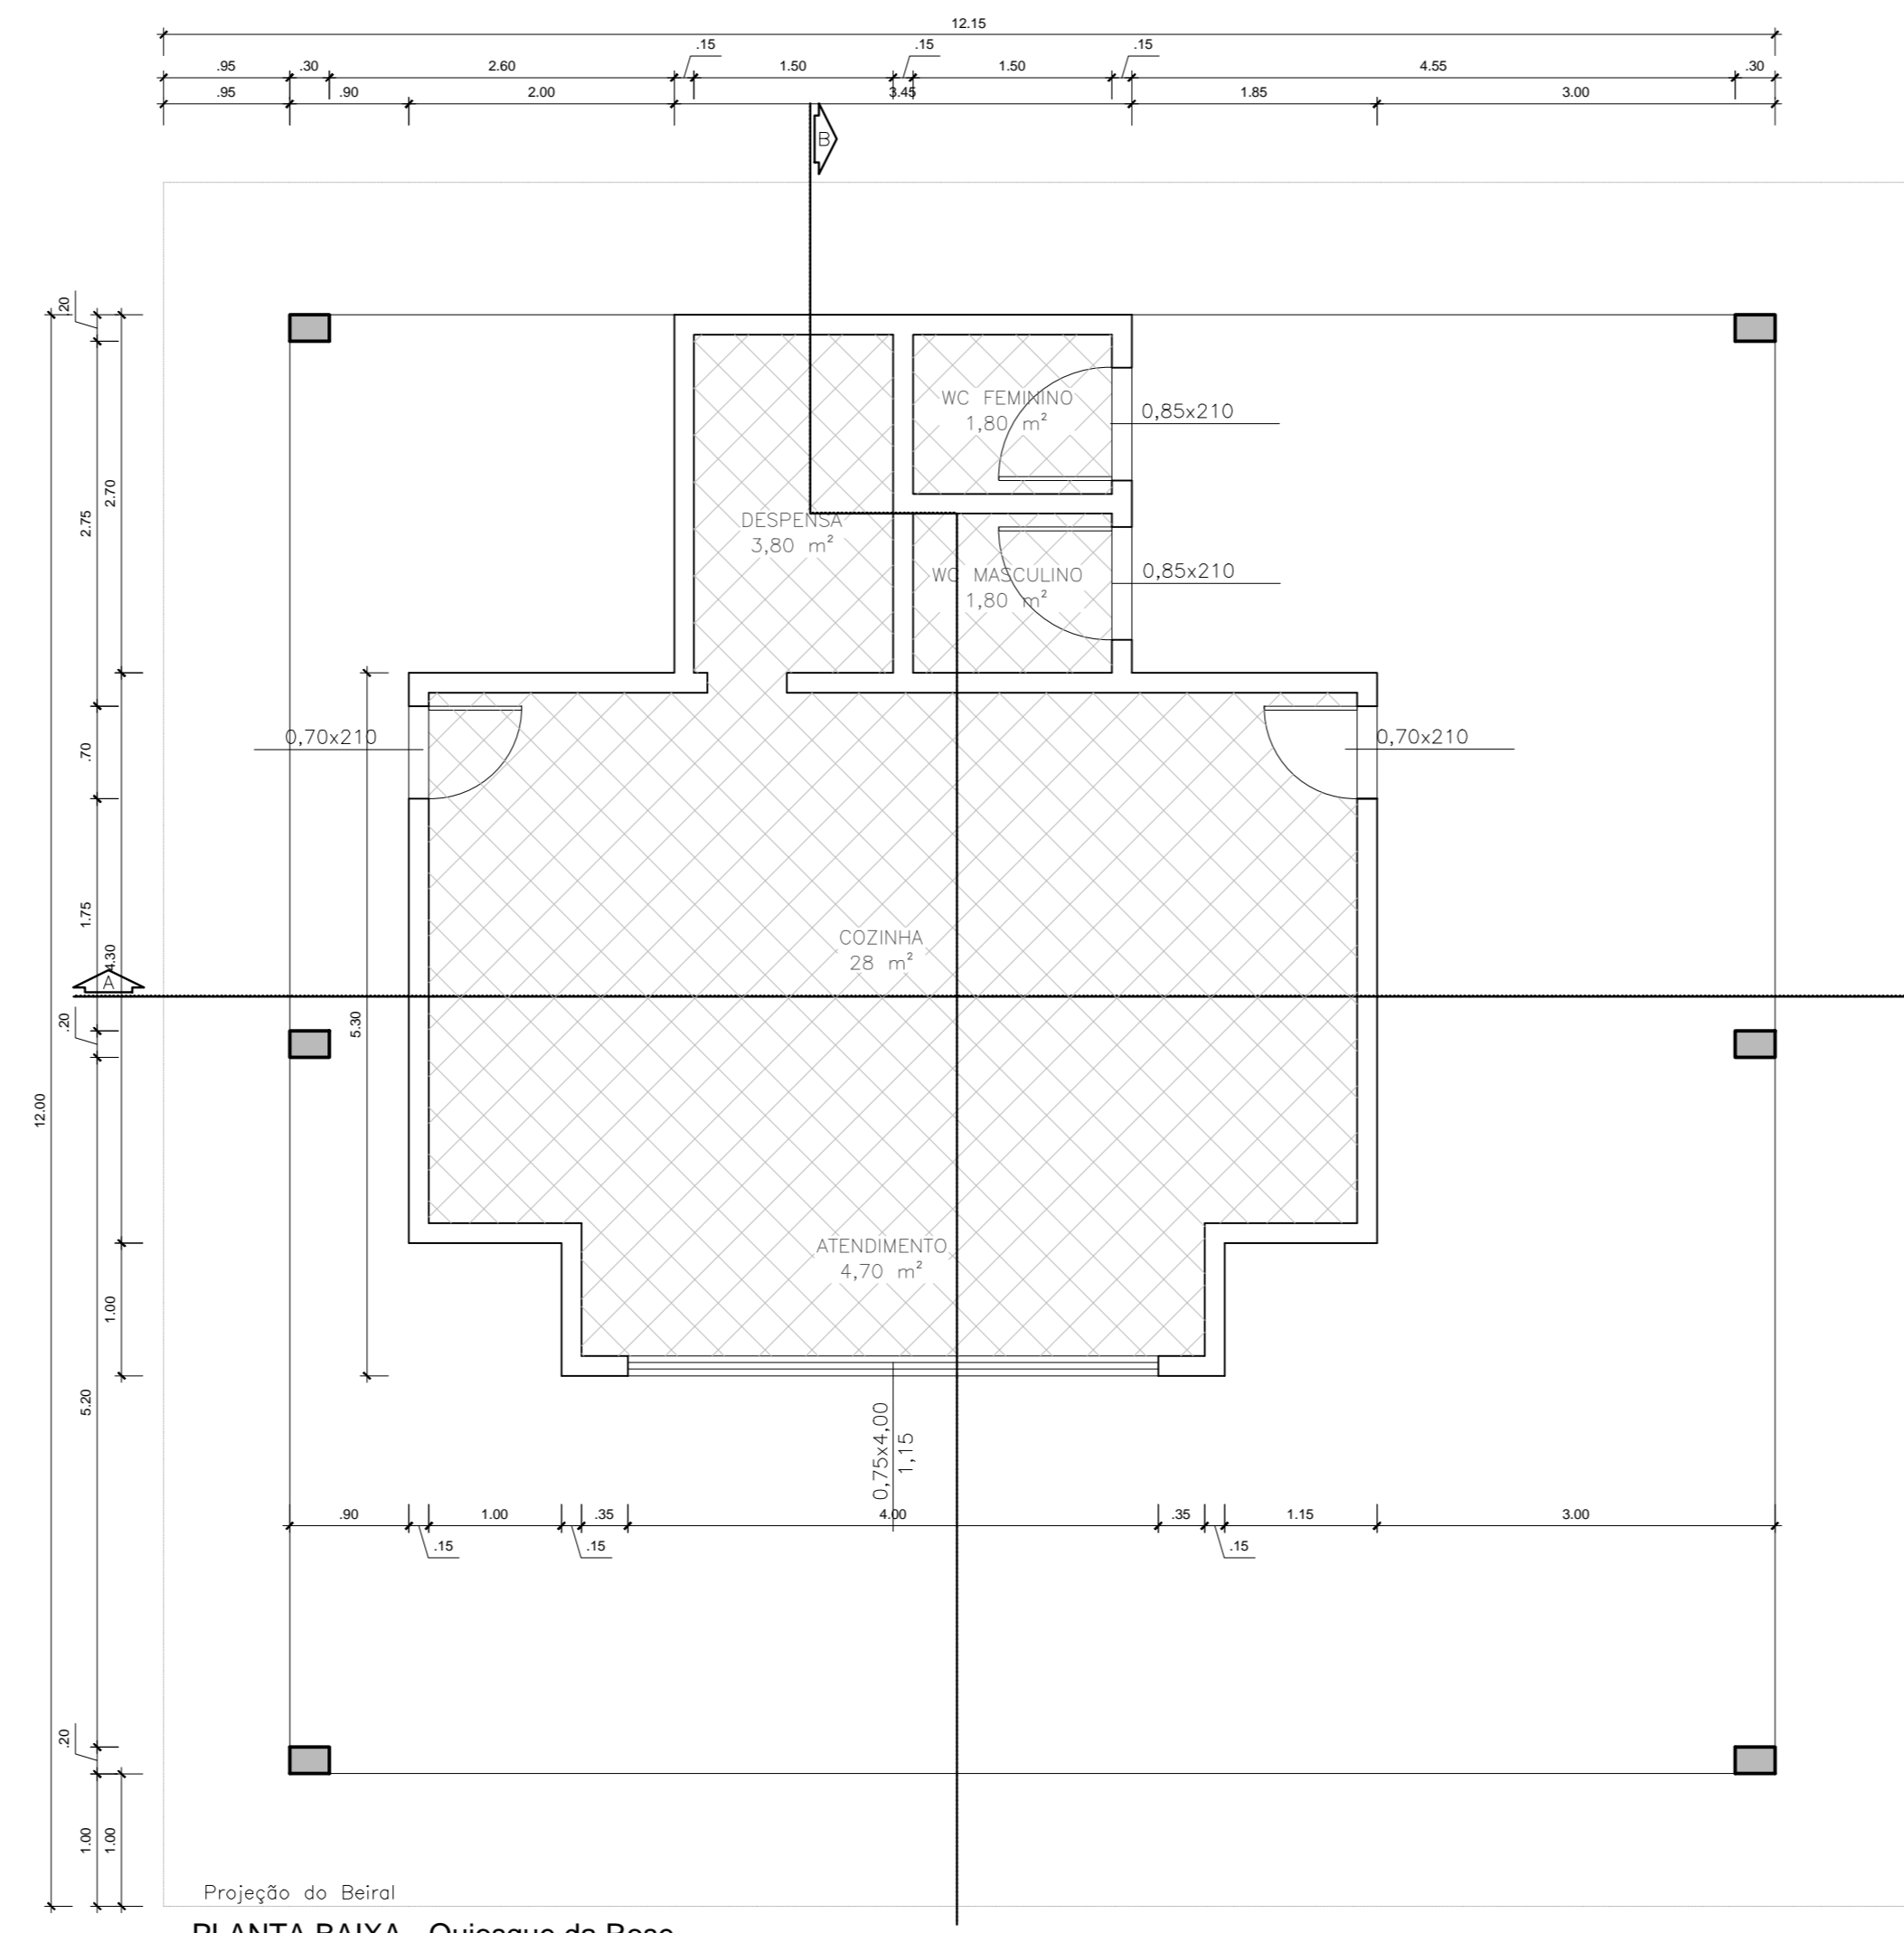 12.15
.15 .15 .15
.95 .30 2.60 1.50 1.50 4.55 .30
.95 .90 2.00 3.45 1.85 3.00
B
.20
WC FEMININO
1,80 m²
0,85x210
2.70
2.75
DESPENSA
3,80 m²
WC MASCULINO
1,80 m²
0,85x210
0,70x210
0,70x210
.70
1.75
4.30
COZINHA
28 m²
A
.20
5.30
12.00
ATENDIMENTO
4,70 m²
1.00
5.20
0,75x4,00
1,15
.90 1.00 .35 4.00 .35 1.15 3.00
.15 .15 .15
.20
1.00
1.00
Projeção do Beiral
PLANTA BAIXA - Quiosque da Rose